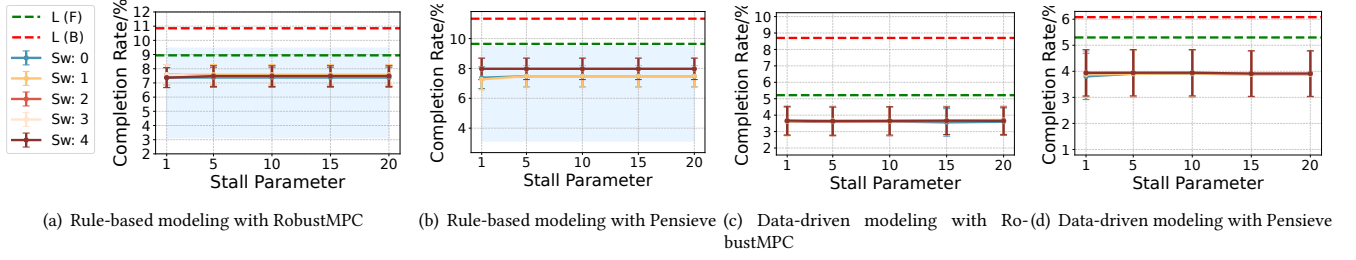 L (F)
L (B)
Sw: 0
Sw: 1
Sw: 2
Sw: 3
Sw: 4
Completion Rate/%
12
11
10
9
8
7
6
5
4
3
2
1 5 10 15 20
Stall Parameter
(a) Rule-based modeling with RobustMPC
Completion Rate/%
10
8
6
4
1 5 10 15 20
Stall Parameter
(b) Rule-based modeling with Pensieve
Completion Rate/%
10
9
8
7
6
5
4
3
2
1 5 10 15 20
Stall Parameter
(c) Data-driven modeling with Ro-
bustMPC
Completion Rate/%
6
5
4
3
2
1
1 5 10 15 20
Stall Parameter
(d) Data-driven modeling with Pensieve